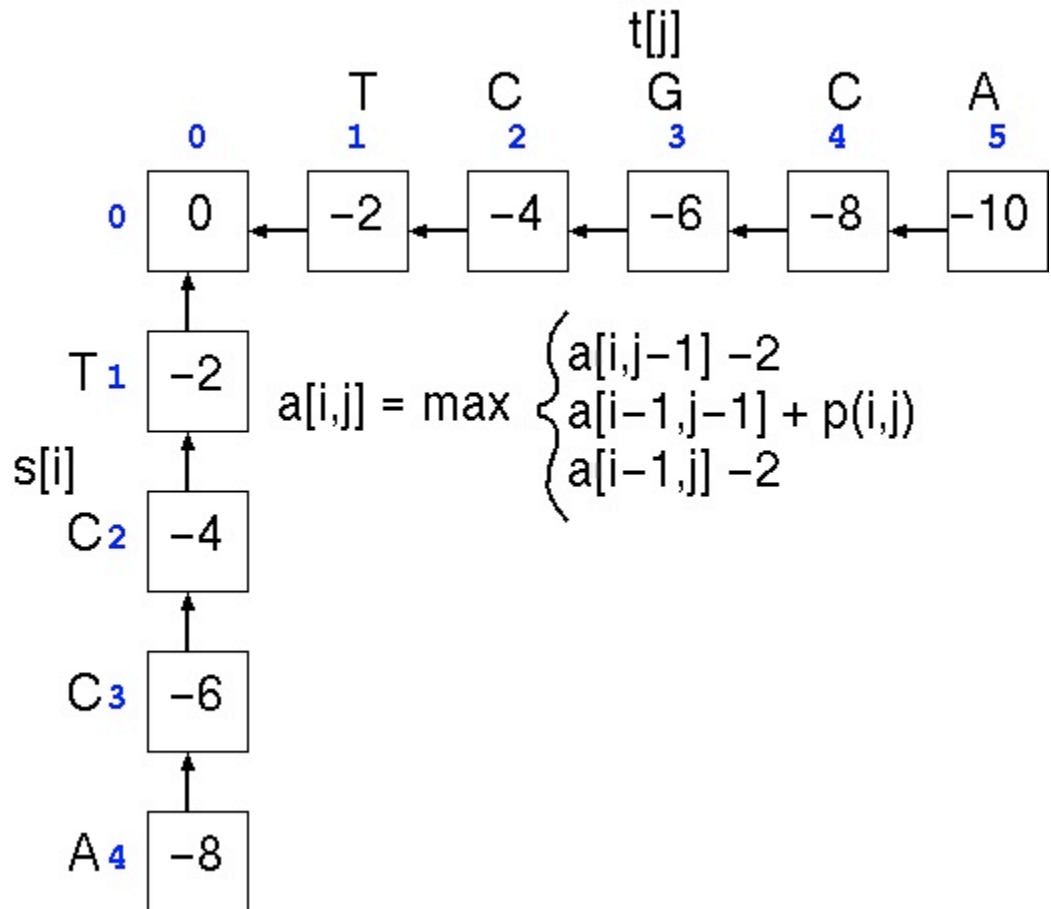 t[j]
T C G C A
0 1 2 3 4 5
0 0 −2 −4 −6 −8 −10
a[i,j−1] −2
T 1 −2
a[i,j] = max a[i−1,j−1] + p(i,j)
a[i−1,j] −2
s[i]
C 2 −4
C 3 −6
A 4 −8